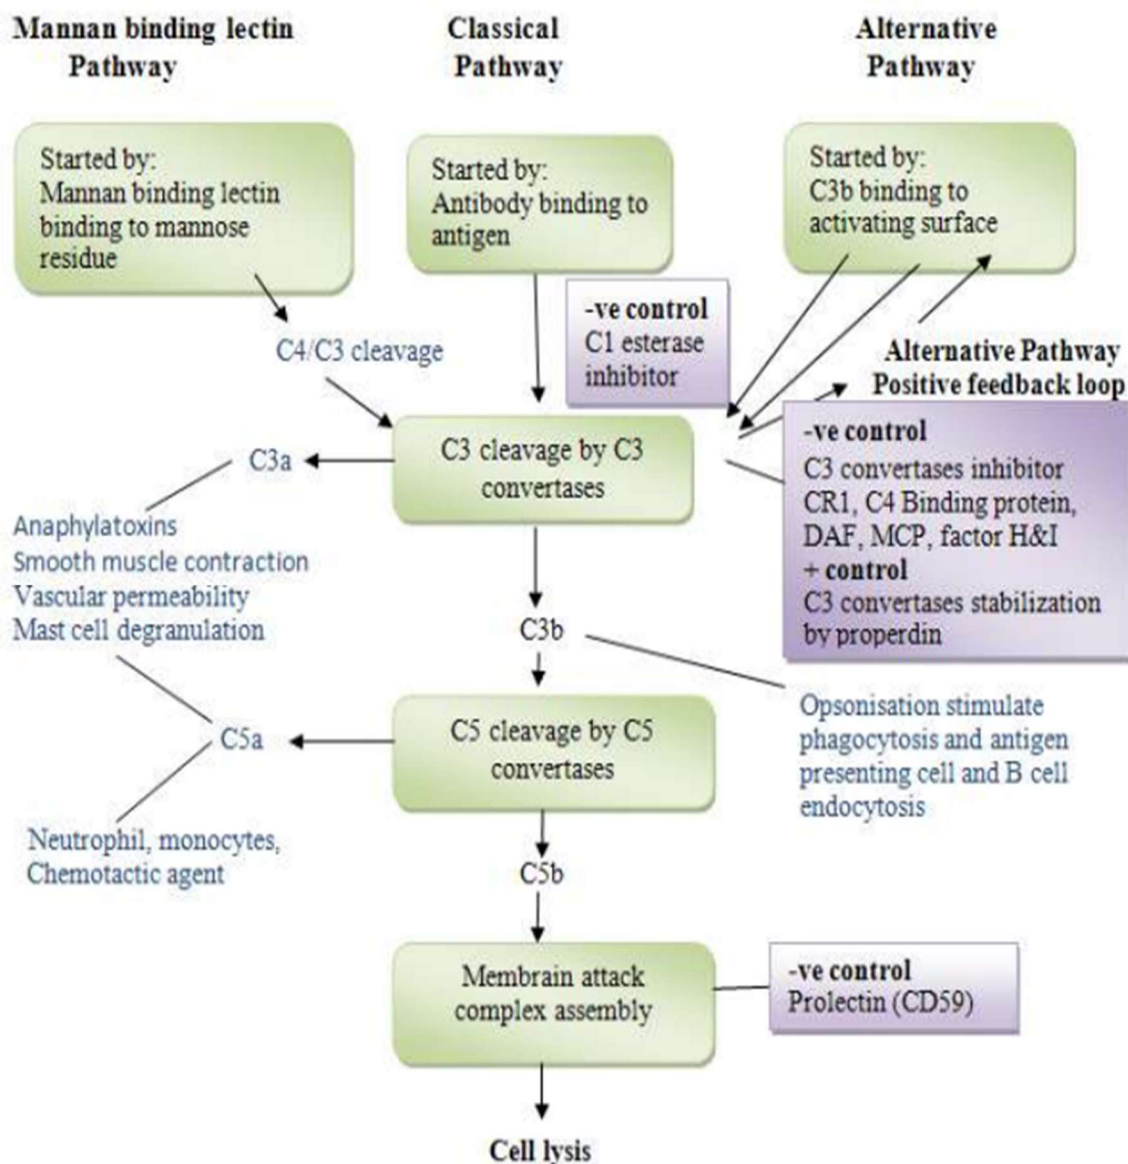 Mannan binding lectin
Pathway
Classical
Pathway
Alternative
Pathway
Started by:
Mannan binding lectin
binding to mannose
residue
Started by:
Antibody binding to
antigen
Started by:
C3b binding to
activating surface
-ve control
C1 esterase
inhibitor
C4/C3 cleavage
Alternative Pathway
Positive feedback loop
C3 cleavage by C3
convertases
C3a
-ve control
C3 convertases inhibitor
CR1, C4 Binding protein,
DAF, MCP, factor H&I
+ control
C3 convertases stabilization
by properdin
Anaphylatoxins
Smooth muscle contraction
Vascular permeability
Mast cell degranulation
C3b
Opsonisation stimulate
phagocytosis and antigen
presenting cell and B cell
endocytosis
C5 cleavage by C5
convertases
C5a
Neutrophil, monocytes,
Chemotactic agent
C5b
Membrain attack
complex assembly
-ve control
Prolectin (CD59)
Cell lysis